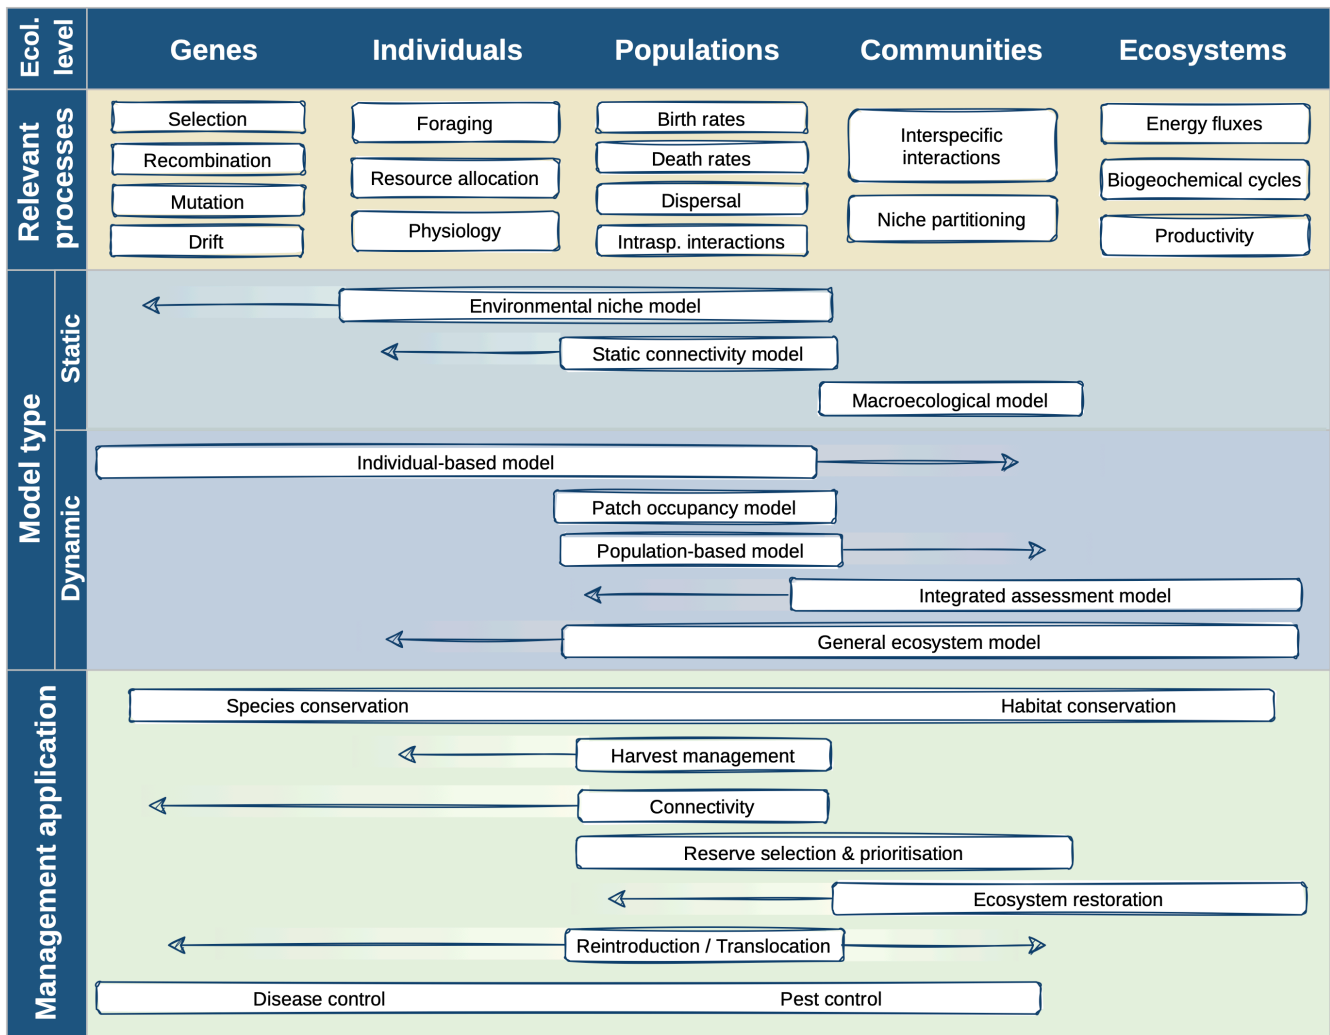 Ecol.
level
Genes
Individuals
Populations
Communities
Ecosystems
Relevant
processes
Selection
Recombination
Mutation
Drift
Foraging
Resource allocation
Physiology
Birth rates
Death rates
Dispersal
Intrasp. interactions
Interspecific
interactions
Niche partitioning
Energy fluxes
Biogeochemical cycles
Productivity
Model type
Static
Environmental niche model
Static connectivity model
Macroecological model
Dynamic
Individual-based model
Patch occupancy model
Population-based model
Integrated assessment model
General ecosystem model
Management application
Species conservation
Habitat conservation
Harvest management
Connectivity
Reserve selection & prioritisation
Ecosystem restoration
Reintroduction / Translocation
Disease control
Pest control